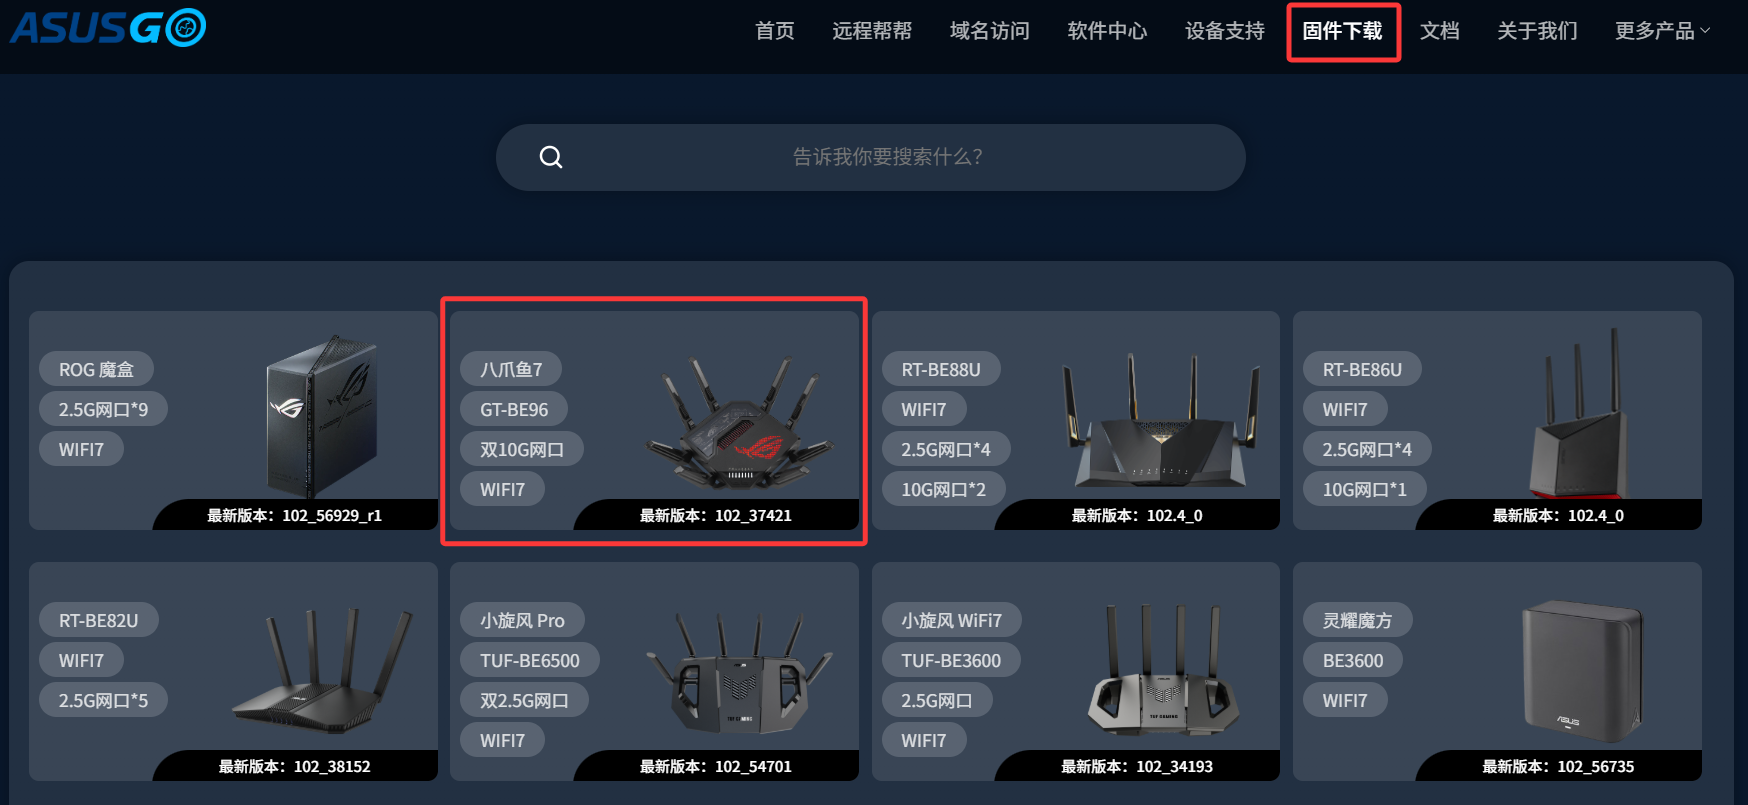 ASUSGO
首页
远程帮帮
域名访问
软件中心
设备支持
固件下载
文档
关于我们
更多产品
告诉我你要搜索什么?
ROG 魔盒
2.5G网口*9
WIFI7
最新版本：102_56929_r1
八爪鱼7
GT-BE96
双10G网口
WIFI7
最新版本：102_37421
RT-BE88U
WIFI7
2.5G网口*4
10G网口*2
最新版本：102.4_0
RT-BE86U
WIFI7
2.5G网口*4
10G网口*1
最新版本：102.4_0
RT-BE82U
WIFI7
2.5G网口*5
最新版本：102_38152
小旋风 Pro
TUF-BE6500
双2.5G网口
WIFI7
TUF GAMING
最新版本：102_54701
小旋风 WiFi7
TUF-BE3600
2.5G网口
WIFI7
TUF GAMING
最新版本：102_34193
灵耀魔方
BE3600
WIFI7
ASUS
最新版本：102_56735